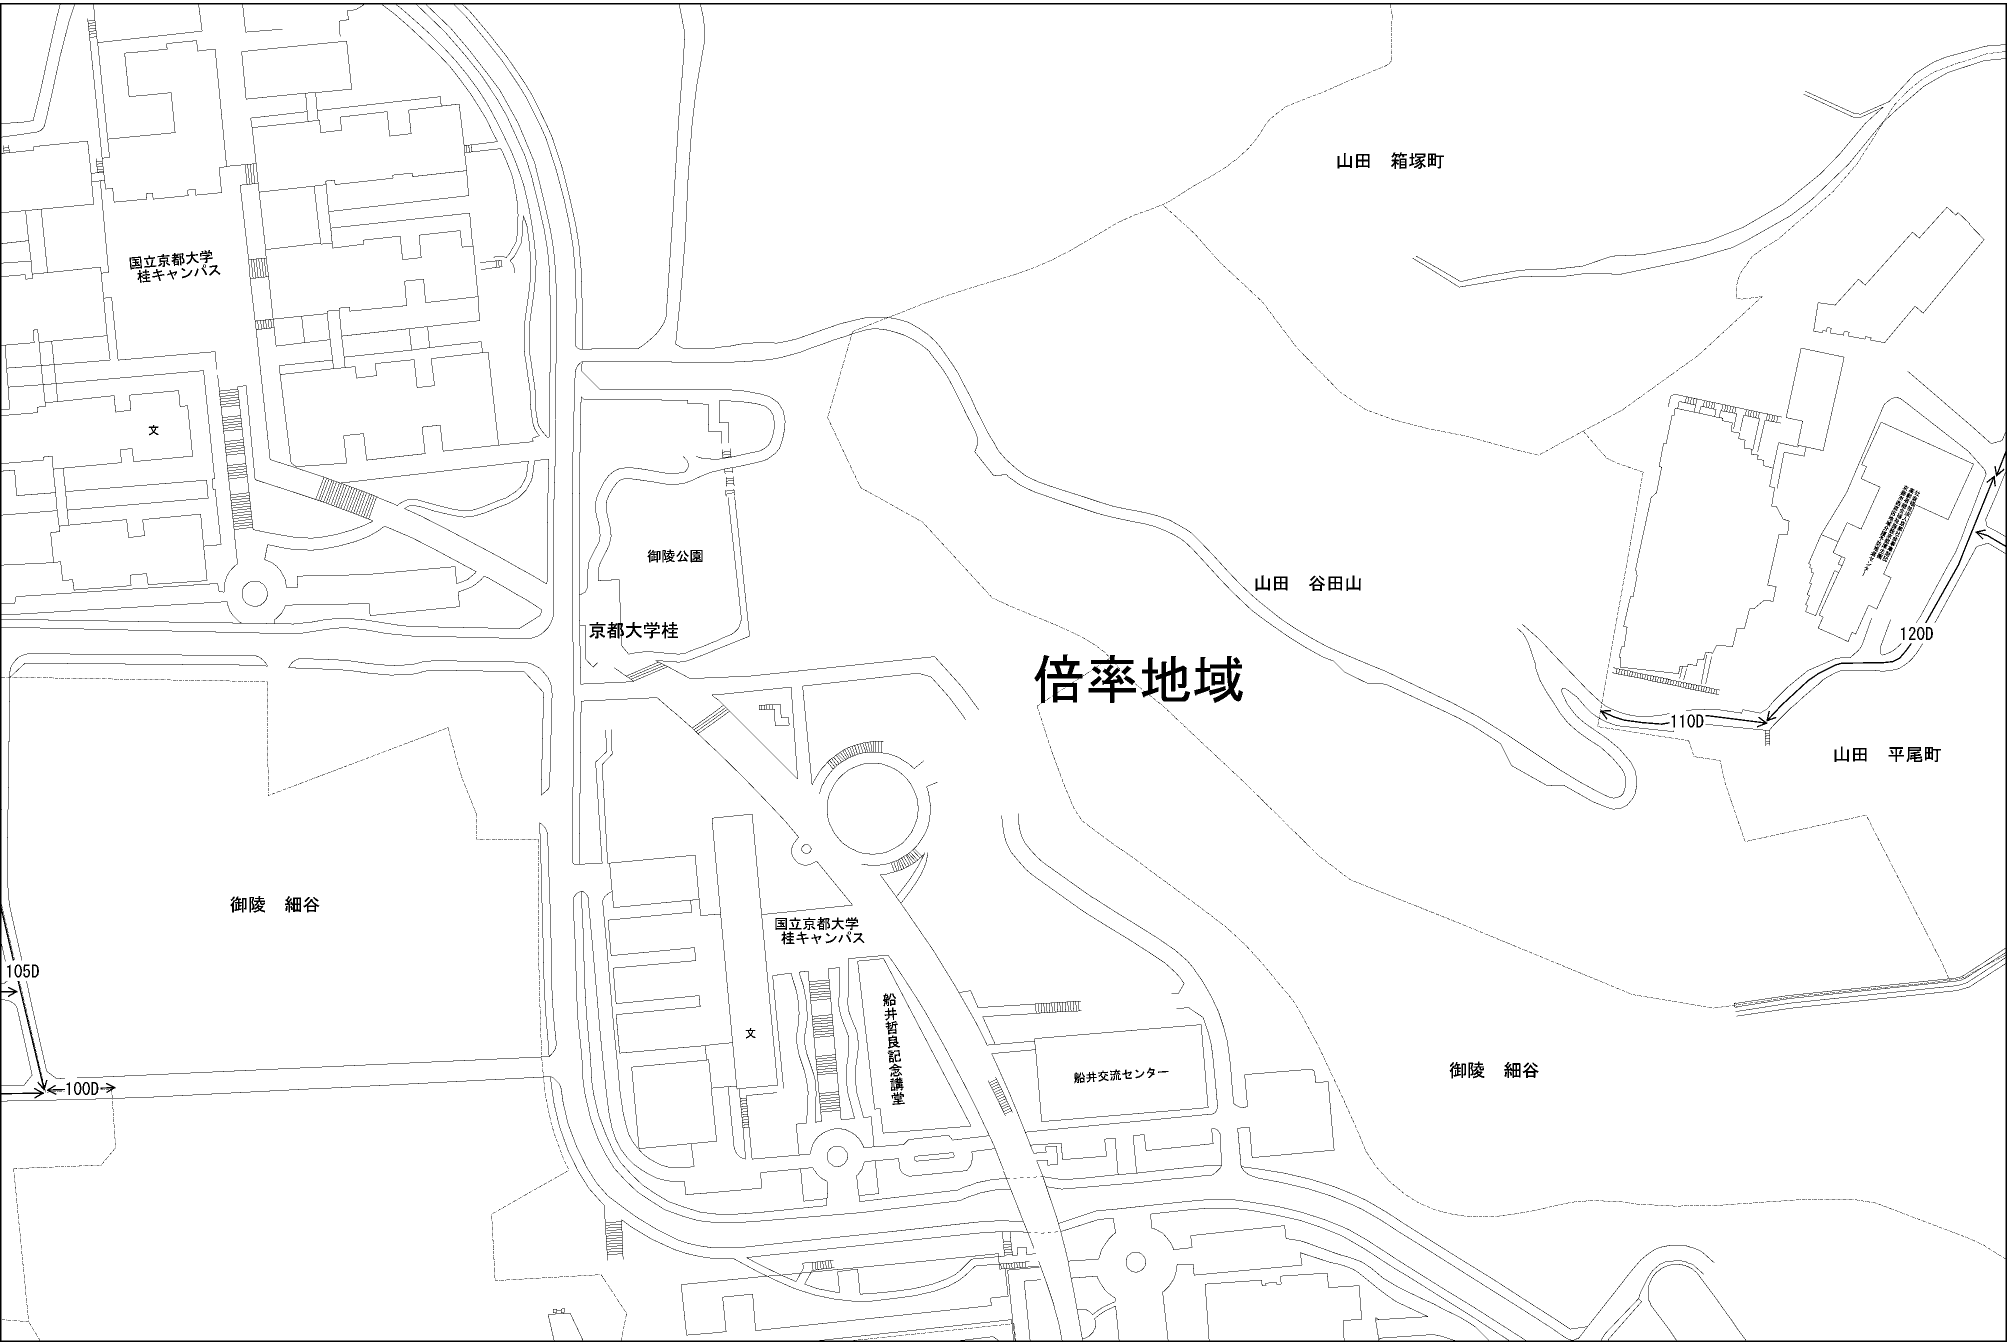 山田　箱塚町
国立京都大学
桂キャンパス
文
御陵公園
山田　谷田山
京都大学桂
120D
倍率地域
110D
山田　平尾町
御陵　細谷
国立京都大学
桂キャンパス
105D
船井哲良記念講堂
文
御陵　細谷
船井交流センター
100D